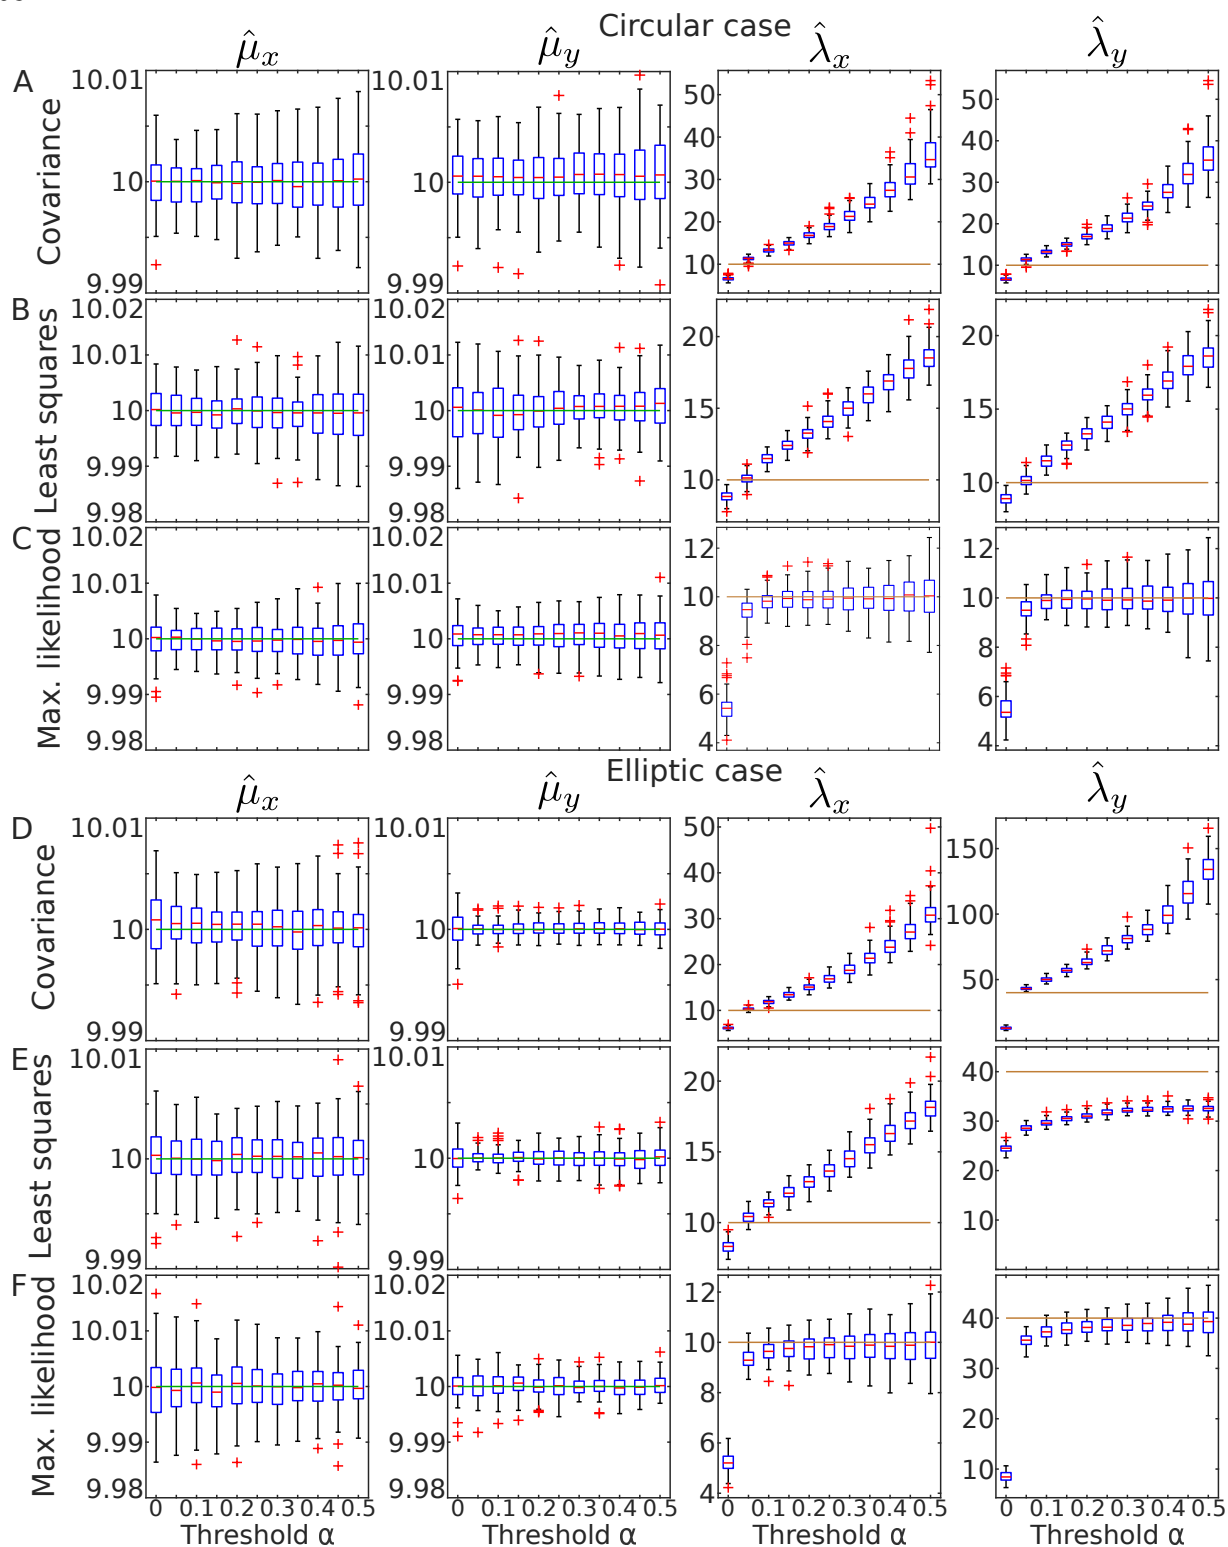 Circular case
μ̂x μ̂y λ̂x λ̂y
A
Covariance
10.01 10 9.99
10.01 10 9.99
50 40 30 20 10
50 40 30 20 10
B
Least squares
10.02 10.01 10 9.99 9.98
10.02 10.01 10 9.99 9.98
20 15 10
20 15 10
C
Max. likelihood
10.02 10.01 10 9.99 9.98
10.02 10.01 10 9.99 9.98
12 10 8 6 4
12 10 8 6 4
Elliptic case
μ̂x μ̂y λ̂x λ̂y
D
Covariance
10.01 10 9.99
10.01 10 9.99
50 40 30 20 10
150 100 50
E
Least squares
10.01 10 9.99
10.01 10 9.99
20 15 10
40 30 20 10
F
Max. likelihood
10.02 10.01 10 9.99 9.98
10.02 10.01 10 9.99 9.98
12 10 8 6 4
40 30 20 10
0 0.1 0.2 0.3 0.4 0.5
0 0.1 0.2 0.3 0.4 0.5
0 0.1 0.2 0.3 0.4 0.5
0 0.1 0.2 0.3 0.4 0.5
Threshold α
Threshold α
Threshold α
Threshold α